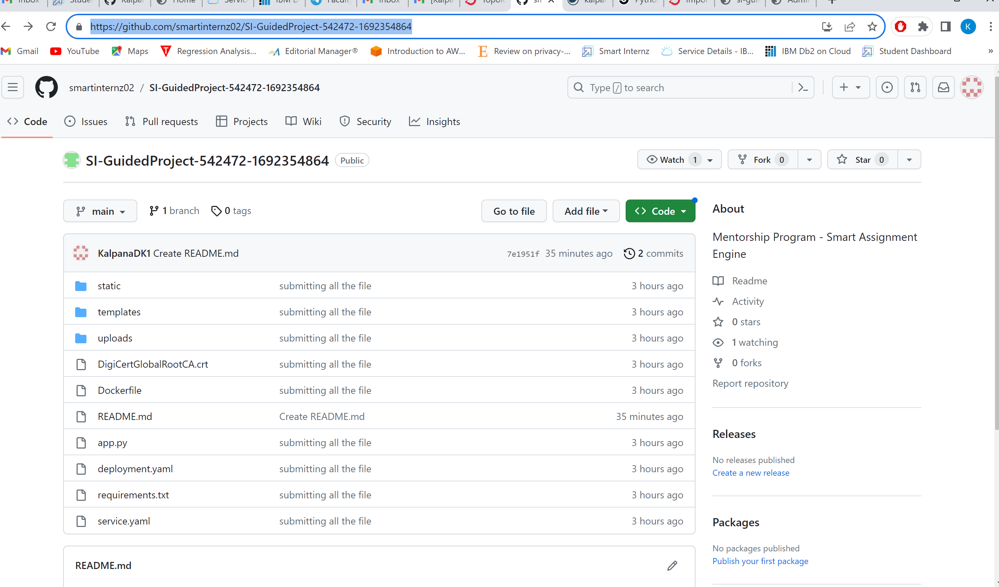 Inbox Home Inbox
https://github.com/smartinternz02/SI-GuidedProject-542472-1692354864
K
Gmail YouTube Maps Regression Analysis... Editorial Manager® Introduction to AW... Review on privacy-... Smart Internz Service Details - IB... IBM Db2 on Cloud Student Dashboard »
smartinternz02 / SI-GuidedProject-542472-1692354864 Type / to search
Code Issues Pull requests Projects Wiki Security Insights
SI-GuidedProject-542472-1692354864 Public Watch 1 Fork 0 Star 0
main 1 branch 0 tags Go to file Add file Code
KalpanaDK1 Create README.md 7e1951f 35 minutes ago 2 commits
static submitting all the file 3 hours ago
templates submitting all the file 3 hours ago
uploads submitting all the file 3 hours ago
DigiCertGlobalRootCA.crt submitting all the file 3 hours ago
Dockerfile submitting all the file 3 hours ago
README.md Create README.md 35 minutes ago
app.py submitting all the file 3 hours ago
deployment.yaml submitting all the file 3 hours ago
requirements.txt submitting all the file 3 hours ago
service.yaml submitting all the file 3 hours ago
README.md
About
Mentorship Program - Smart Assignment
Engine
Readme
Activity
0 stars
1 watching
0 forks
Report repository
Releases
No releases published
Create a new release
Packages
No packages published
Publish your first package